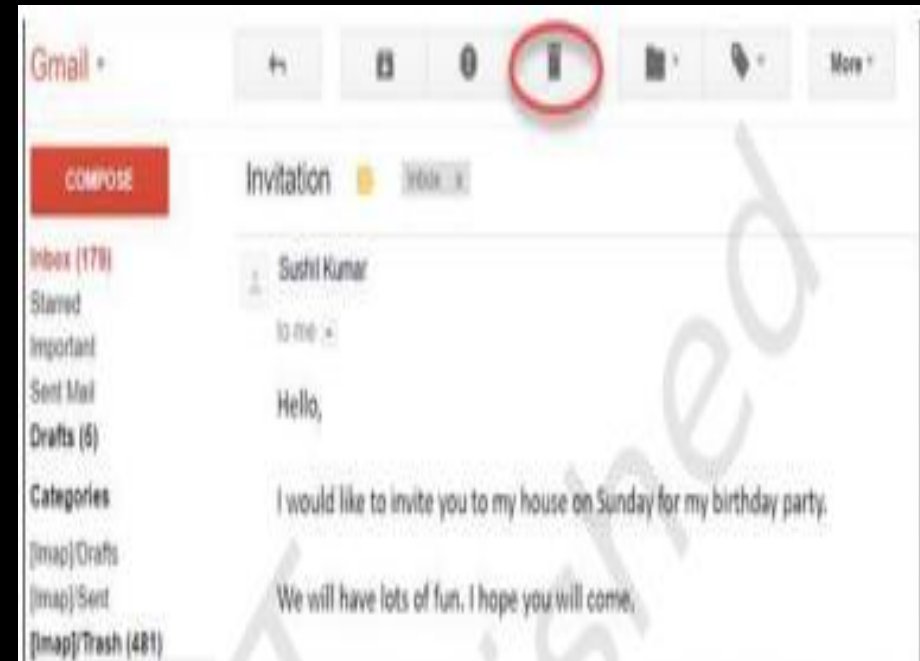 Gmail
More
COMPOSE
Invitation
Inbox x
Inbox (179)
Sushil Kumar
Starred
to me
Important
Sent Mail
Hello,
Drafts (6)
Categories
I would like to invite you to my house on Sunday for my birthday party.
[Imap]/Drafts
[Imap]/Sent
We will have lots of fun. I hope you will come,
[Imap]/Trash (481)